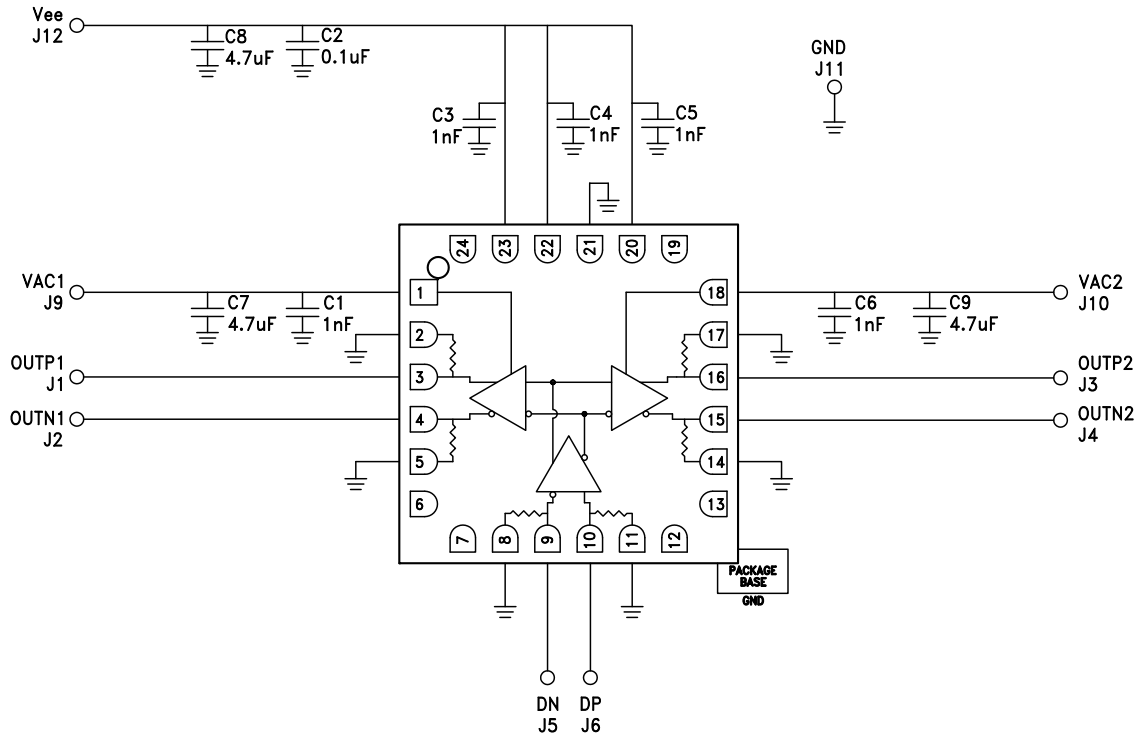 Vee
J12
C8
4.7uF
C2
0.1uF
GND
J11
C3
1nF
C4
1nF
C5
1nF
24
23
22
21
20
19
VAC1
J9
C7
4.7uF
C1
1nF
1
18
VAC2
J10
C6
1nF
C9
4.7uF
2
17
OUTP1
J1
3
16
OUTP2
J3
OUTN1
J2
4
15
OUTN2
J4
5
14
6
13
7
8
9
10
11
12
PACKAGE
BASE
GND
DN
J5
DP
J6